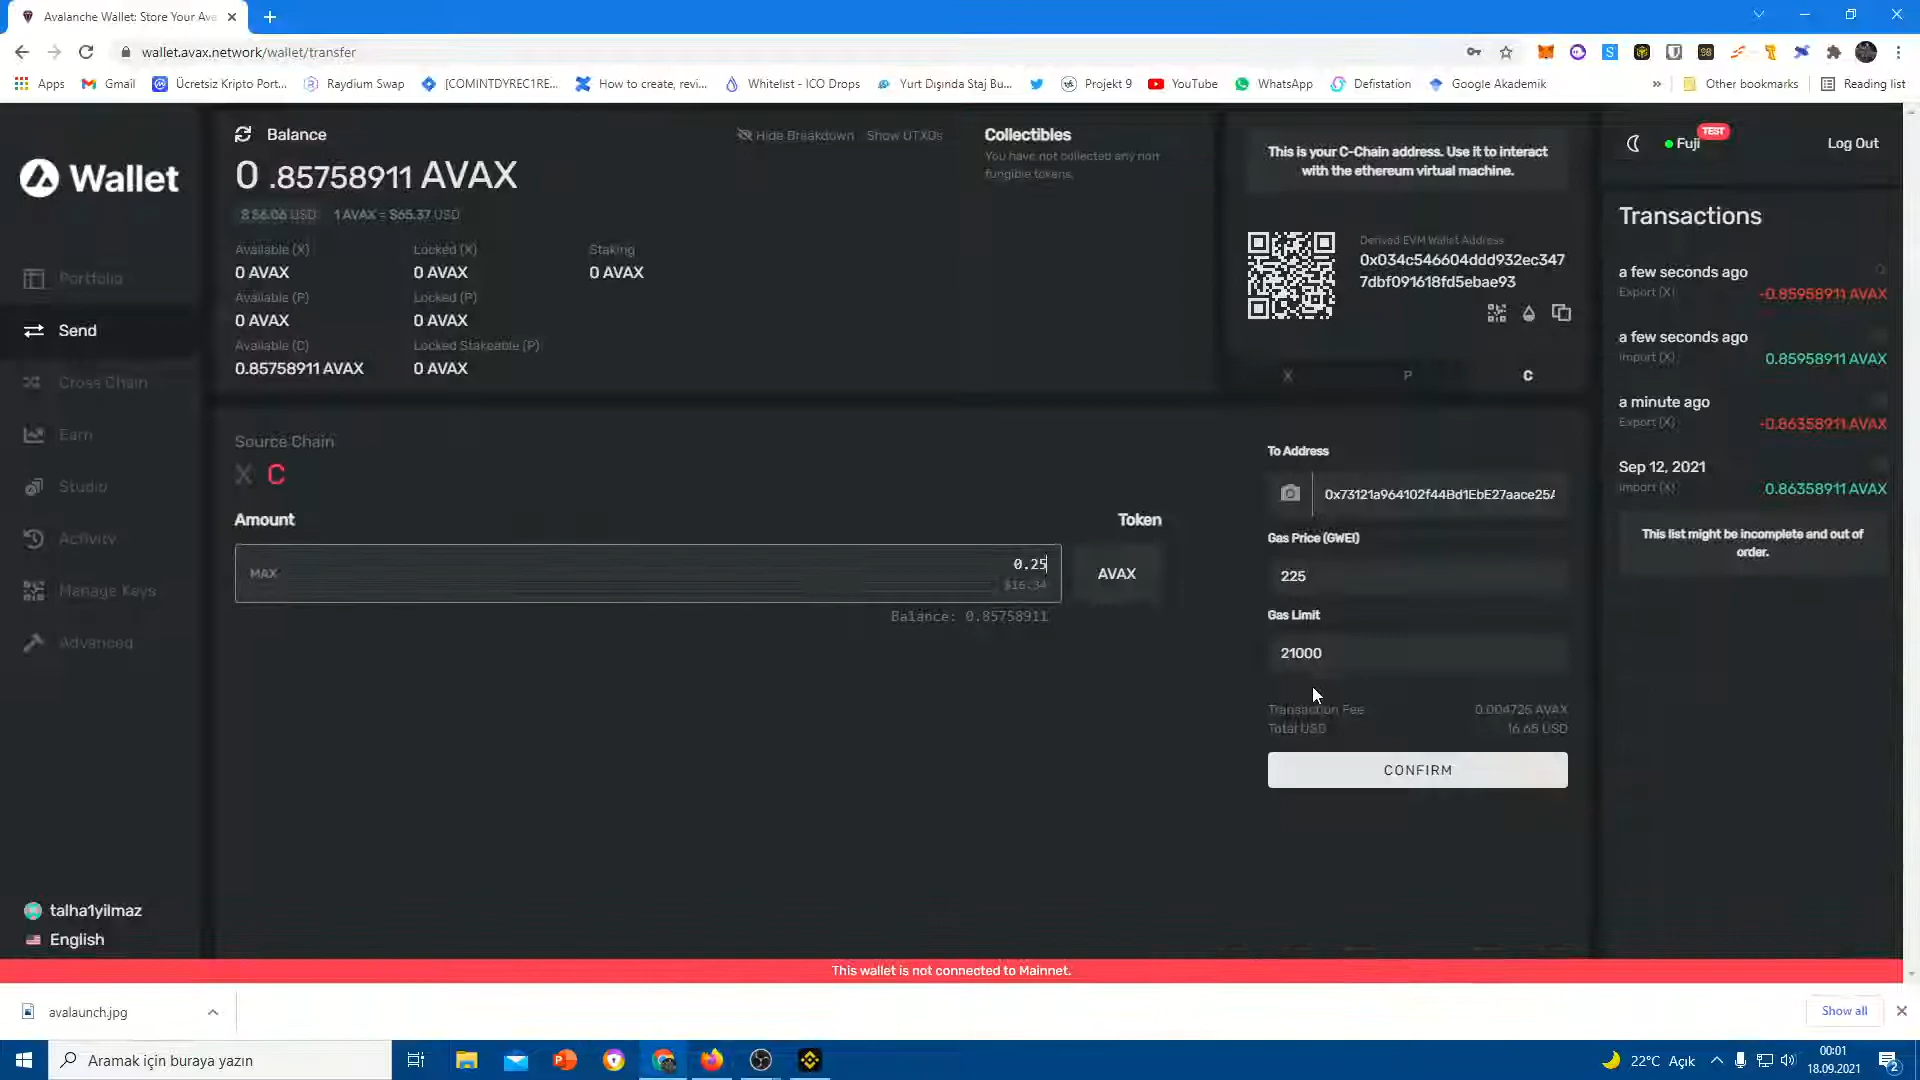 Avalanche Wallet: Store Your Ava
wallet.avax.network/wallet/transfer
Apps
Gmail
Ücretsiz Kripto Port...
Raydium Swap
[COMINTDYREC1RE...
How to create, revi...
Whitelist - ICO Drops
Yurt Dışında Staj Bu...
Projekt 9
YouTube
WhatsApp
Defistation
Google Akademik
»
Other bookmarks
Reading list
Wallet
Portfolio
Send
Cross Chain
Earn
Studio
Activity
Manage Keys
Advanced
talha1yilmaz
English
Balance
Hide Breakdown
Show UTXOs
0 .85758911 AVAX
$ 56.06 USD
1 AVAX = $65.37 USD
Available (X)
0 AVAX
Locked (X)
0 AVAX
Staking
0 AVAX
Available (P)
0 AVAX
Locked (P)
0 AVAX
Available (C)
0.85758911 AVAX
Locked Stakeable (P)
0 AVAX
Collectibles
You have not collected any non
fungible tokens.
This is your C-Chain address. Use it to interact
with the ethereum virtual machine.
Derived EVM Wallet Address
0x034c546604ddd932ec347
7dbf091618fd5ebae93
X
P
C
Source Chain
X C
Amount
Token
MAX
0.25
$16.34
AVAX
Balance: 0.85758911
To Address
0x73121a964102f44Bd1EbE27aace25
Gas Price (GWEI)
225
Gas Limit
21000
Transaction Fee
0.004725 AVAX
Total USD
16.65 USD
CONFIRM
Fuji
TEST
Log Out
Transactions
a few seconds ago
Export (X)
-0.85958911 AVAX
a few seconds ago
Import (X)
0.85958911 AVAX
a minute ago
Export (X)
-0.86358911 AVAX
Sep 12, 2021
Import (X)
0.86358911 AVAX
This list might be incomplete and out of
order.
This wallet is not connected to Mainnet.
avalaunch.jpg
Show all
Aramak için buraya yazın
22°C Açık
00:01
18.09.2021
2